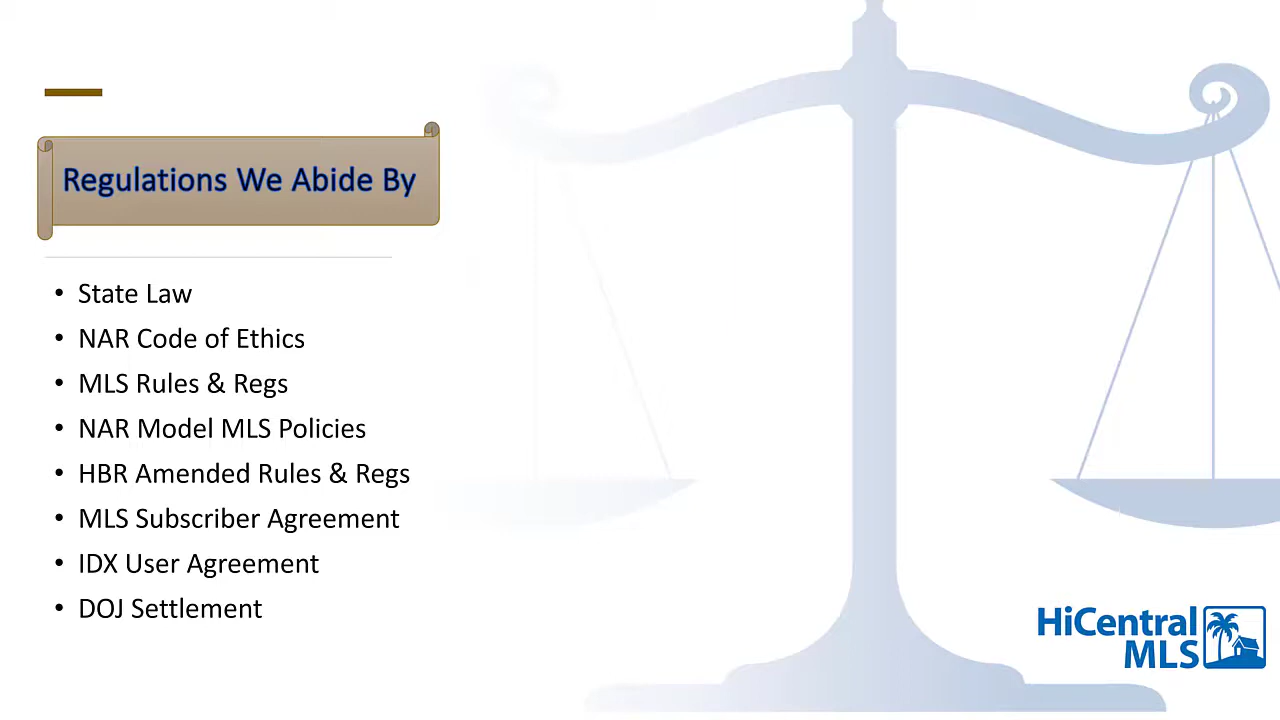 Regulations We Abide By
• State Law
• NAR Code of Ethics
• MLS Rules & Regs
• NAR Model MLS Policies
• HBR Amended Rules & Regs
• MLS Subscriber Agreement
• IDX User Agreement
• DOJ Settlement
HiCentral
MLS